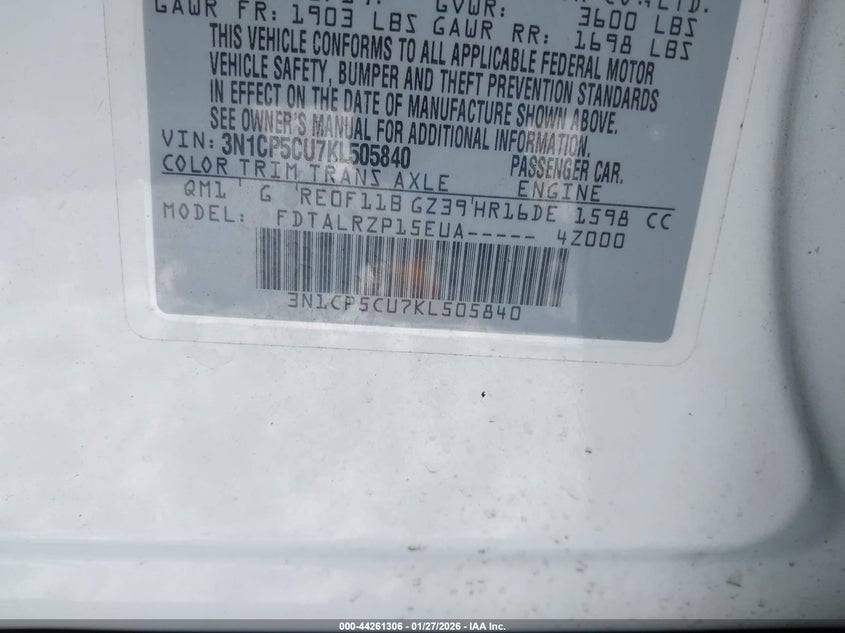 GVWR: 3600 LBS
GAWR FR: 1903 LBS GAWR RR: 1698 LBS
THIS VEHICLE CONFORMS TO ALL APPLICABLE FEDERAL MOTOR
VEHICLE SAFETY, BUMPER AND THEFT PREVENTION STANDARDS
IN EFFECT ON THE DATE OF MANUFACTURE SHOWN ABOVE.
SEE OWNER'S MANUAL FOR ADDITIONAL INFORMATION.
VIN: 3N1CP5CU7KL505840 PASSENGER CAR.
COLOR TRIM TRANS AXLE ENGINE
QM1 G RE0F11B GZ39 HR16DE 1598 CC
MODEL: FDTALRZP15EUA----- 4Z000
3N1CP5CU7KL505840
000-44261306 | 01/27/2026 - IAA Inc.